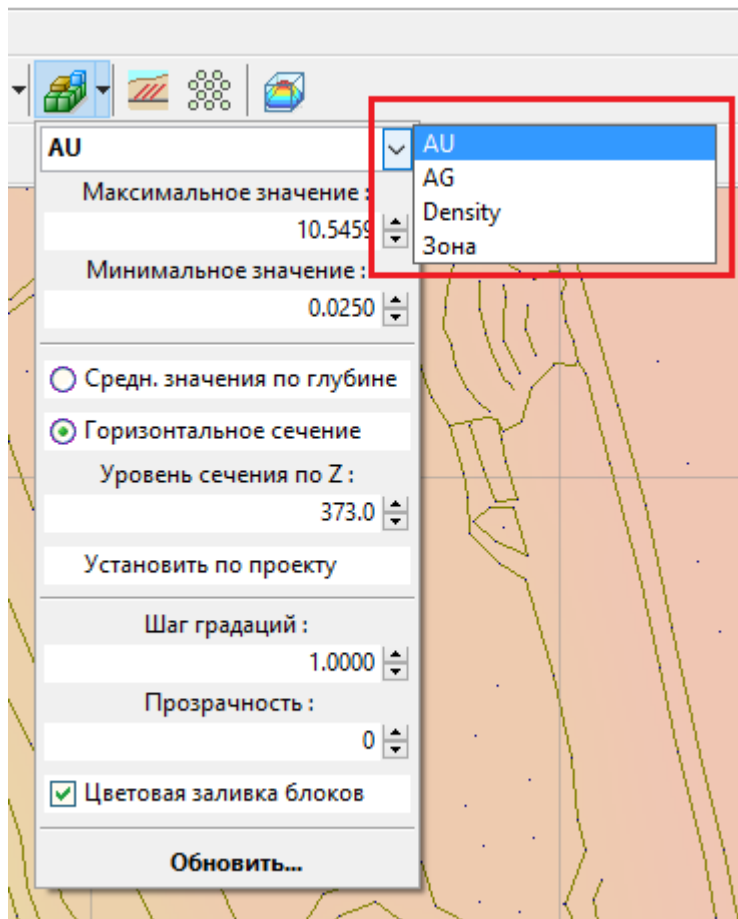 AU
AU
AG
Density
Зона
Максимальное значение :
10.5459
Минимальное значение :
0.0250
Средн. значения по глубине
Горизонтальное сечение
Уровень сечения по Z :
373.0
Установить по проекту
Шаг градаций :
1.0000
Прозрачность :
0
Цветовая заливка блоков
Обновить...